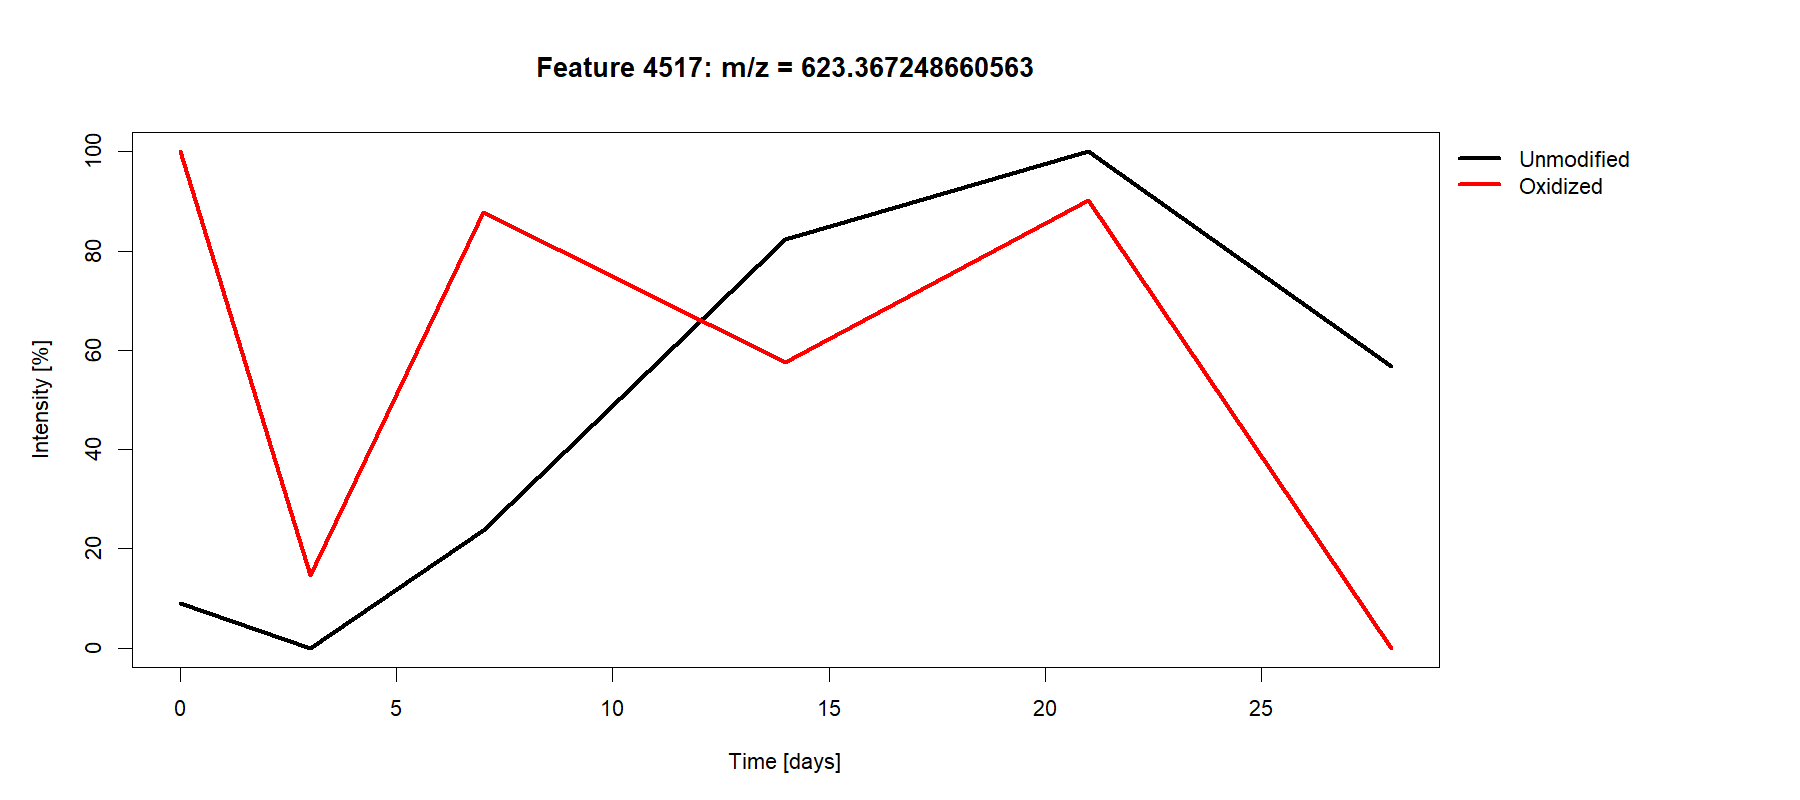 Feature 4517: m/z = 623.367248660563
Unmodified
Oxidized
Intensity [%]
100
80
60
40
20
0
0 5 10 15 20 25
Time [days]